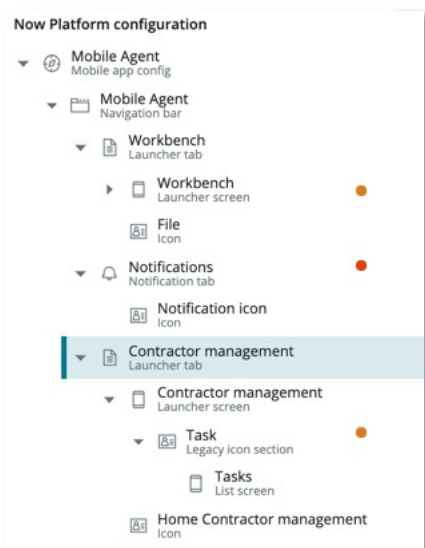 Now Platform configuration
Mobile Agent
Mobile app config
Mobile Agent
Navigation bar
Workbench
Launcher tab
Workbench
Launcher screen
File
Icon
Notifications
Notification tab
Notification icon
Icon
Contractor management
Launcher tab
Contractor management
Launcher screen
Task
Legacy icon section
Tasks
List screen
Home Contractor management
Icon